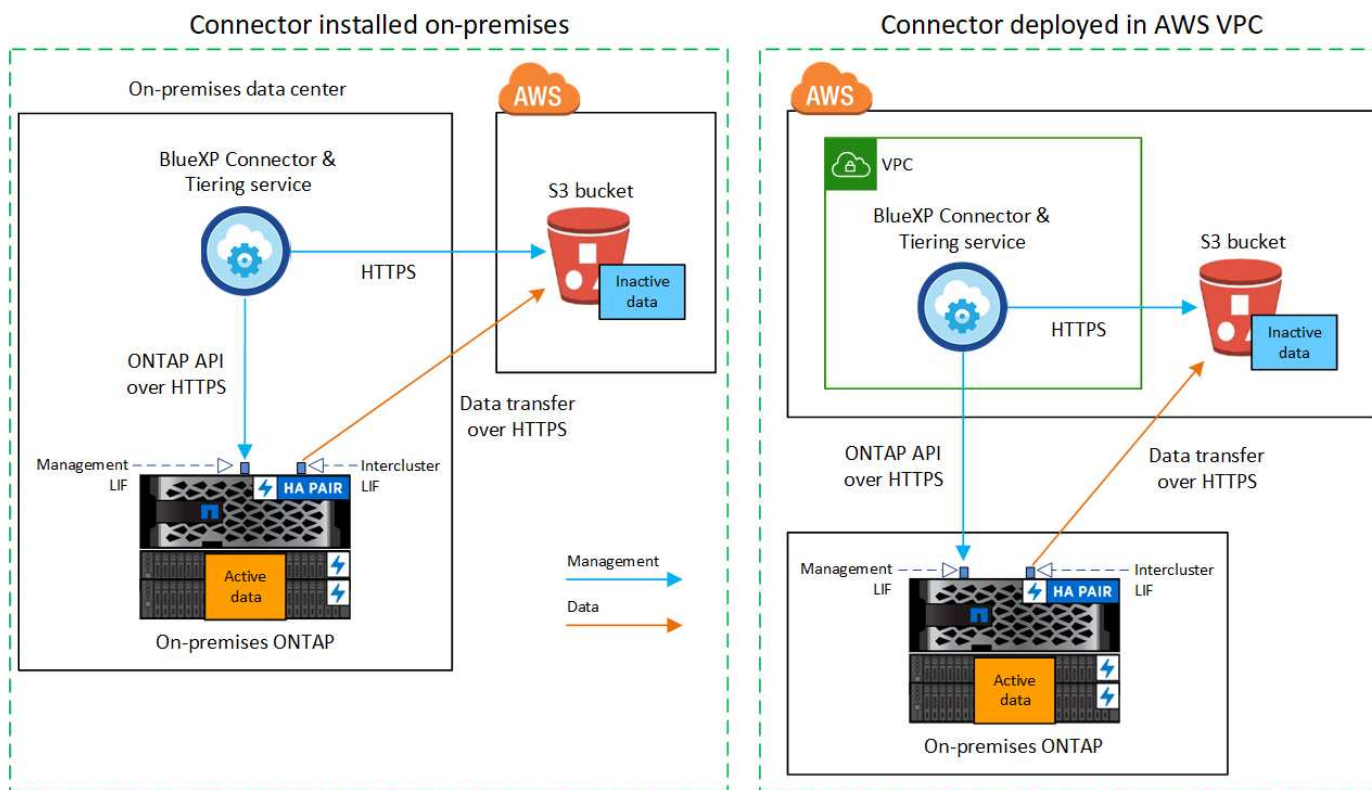 Connector installed on-premises
On-premises data center
AWS
BlueXP Connector &
Tiering service
S3 bucket
HTTPS
Inactive
data
ONTAP API
over HTTPS
Data transfer
over HTTPS
Management
LIF
Intercluster
LIF
HA PAIR
Active
data
On-premises ONTAP
Management
Data
Connector deployed in AWS VPC
AWS
VPC
BlueXP Connector &
Tiering service
S3 bucket
HTTPS
Inactive
data
ONTAP API
over HTTPS
Data transfer
over HTTPS
Management
LIF
Intercluster
LIF
HA PAIR
Active
data
On-premises ONTAP